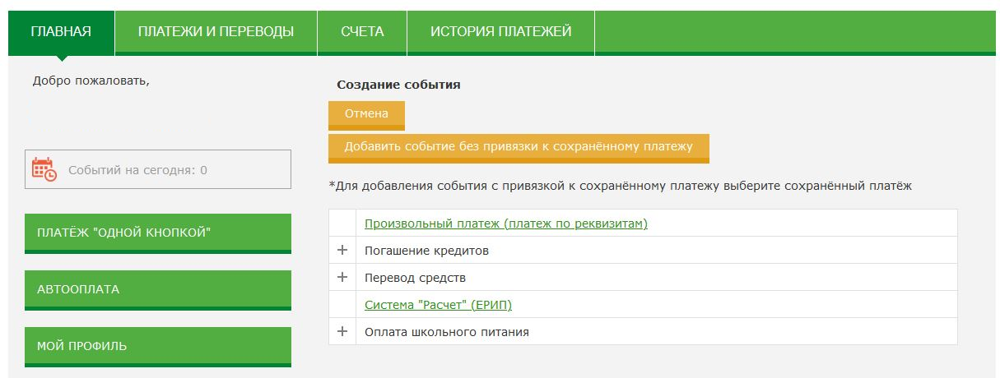 ГЛАВНАЯ
ПЛАТЕЖИ И ПЕРЕВОДЫ
СЧЕТА
ИСТОРИЯ ПЛАТЕЖЕЙ
Добро пожаловать,
Событий на сегодня: 0
ПЛАТЁЖ "ОДНОЙ КНОПКОЙ"
АВТООПЛАТА
МОЙ ПРОФИЛЬ
Создание события
Отмена
Добавить событие без привязки к сохранённому платежу
*Для добавления события с привязкой к сохранённому платежу выберите сохранённый платёж
Произвольный платеж (платеж по реквизитам)
Погашение кредитов
Перевод средств
Система "Расчет" (ЕРИП)
Оплата школьного питания